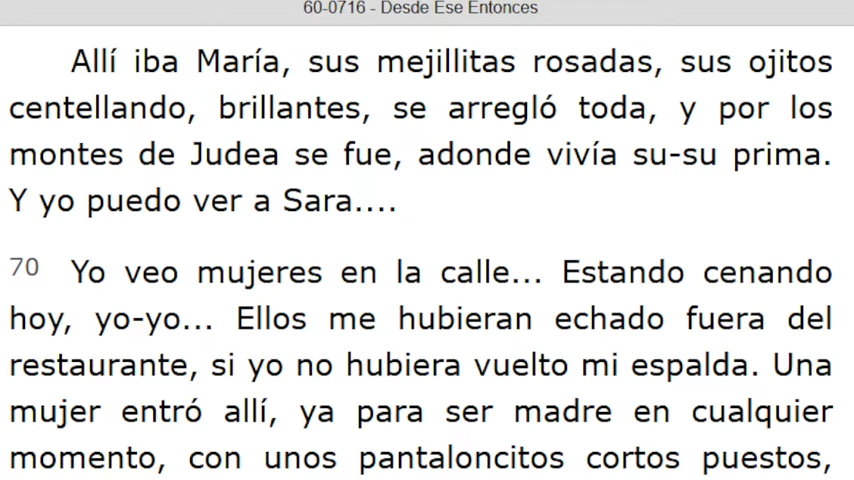 60-0716 - Desde Ese Entonces
Allí iba María, sus mejillitas rosadas, sus ojitos
centellando, brillantes, se arregló toda, y por los
montes de Judea se fue, adonde vivía su-su prima.
Y yo puedo ver a Sara....
70 Yo veo mujeres en la calle... Estando cenando
hoy, yo-yo... Ellos me hubieran echado fuera del
restaurante, si yo no hubiera vuelto mi espalda. Una
mujer entró allí, ya para ser madre en cualquier
momento, con unos pantaloncitos cortos puestos,